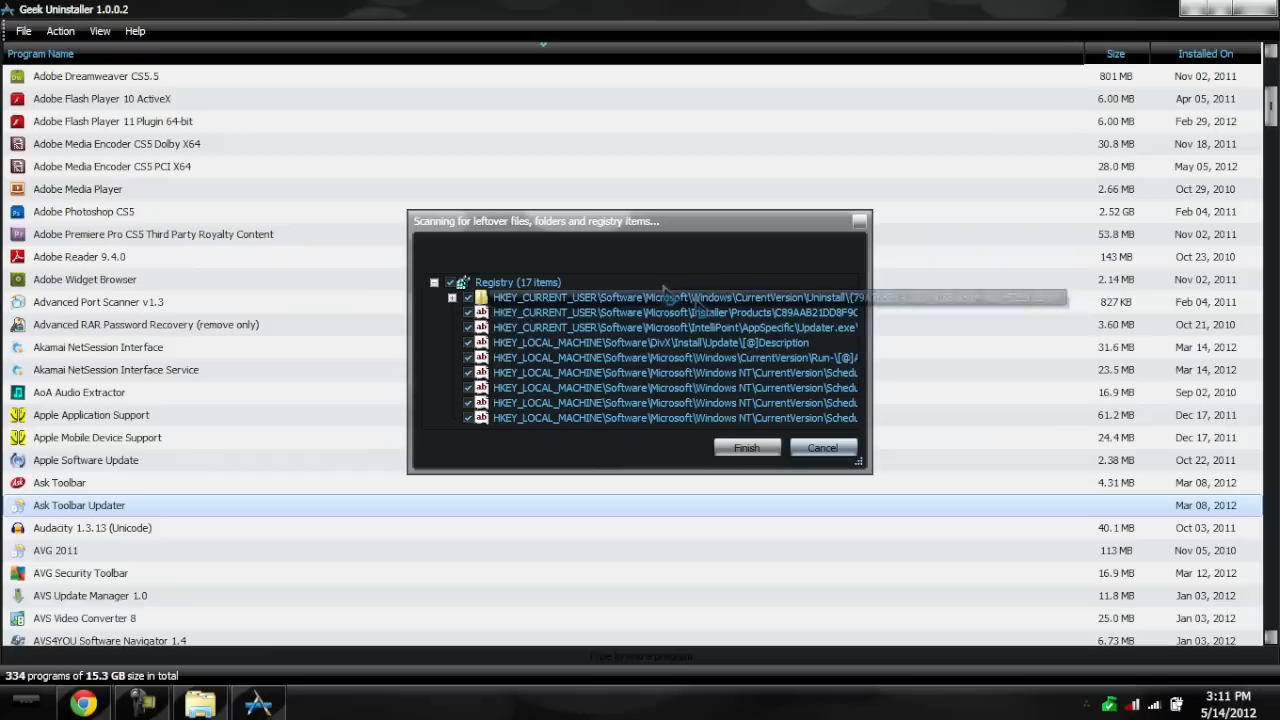 Geek Uninstaller 1.0.0.2
File Action View Help
Program Name Size Installed On
Adobe Dreamweaver CS5.5 801 MB Nov 02, 2011
Adobe Flash Player 10 ActiveX 6.00 MB Apr 05, 2011
Adobe Flash Player 11 Plugin 64-bit 6.00 MB Feb 29, 2012
Adobe Media Encoder CS5 Dolby X64 30.8 MB Nov 18, 2011
Adobe Media Encoder CS5 PCI X64 28.0 MB May 05, 2012
Adobe Media Player 2.66 MB Oct 29, 2010
Adobe Photoshop CS5 2.52 GB Feb 04, 2011
Adobe Premiere Pro CS5 Third Party Royalty Content 53.8 MB Nov 02, 2011
Adobe Reader 9.4.0 143 MB Oct 23, 2010
Adobe Widget Browser 2.14 MB Nov 02, 2011
Advanced Port Scanner v1.3 827 KB Feb 04, 2011
Advanced RAR Password Recovery (remove only) 3.60 MB Oct 21, 2010
Akamai NetSession Interface 31.6 MB Mar 14, 2012
Akamai NetSession Interface Service 23.5 MB Mar 14, 2012
AoA Audio Extractor 16.9 MB Sep 02, 2010
Apple Application Support 61.2 MB Dec 17, 2011
Apple Mobile Device Support 24.4 MB Dec 17, 2011
Apple Software Update 2.38 MB Oct 22, 2011
Ask Toolbar 4.31 MB Mar 08, 2012
Ask Toolbar Updater Mar 08, 2012
Audacity 1.3.13 (Unicode) 40.1 MB Oct 03, 2011
AVG 2011 113 MB Nov 05, 2010
AVG Security Toolbar 16.9 MB Mar 12, 2012
AVS Update Manager 1.0 11.8 MB Jan 03, 2012
AVS Video Converter 8 25.0 MB Jan 03, 2012
AVS4YOU Software Navigator 1.4 6.73 MB Jan 03, 2012
Scanning for leftover files, folders and registry items...
Registry (17 items)
HKEY_CURRENT_USER\Software\Microsoft\Windows\CurrentVersion\Uninstall\{79
HKEY_CURRENT_USER\Software\Microsoft\Installer\Products\C89AAB21DD8F9C
HKEY_CURRENT_USER\Software\Microsoft\IntelliPoint\AppSpecific\Updater.exe\
HKEY_LOCAL_MACHINE\Software\DivX\Install\Update\[@]Description
HKEY_LOCAL_MACHINE\Software\Microsoft\Windows\CurrentVersion\Run-\[@]A
HKEY_LOCAL_MACHINE\Software\Microsoft\Windows NT\CurrentVersion\Sched
HKEY_LOCAL_MACHINE\Software\Microsoft\Windows NT\CurrentVersion\Sched
HKEY_LOCAL_MACHINE\Software\Microsoft\Windows NT\CurrentVersion\Sched
HKEY_LOCAL_MACHINE\Software\Microsoft\Windows NT\CurrentVersion\Sched
Finish Cancel
334 programs of 15.3 GB size in total
3:11 PM
5/14/2012